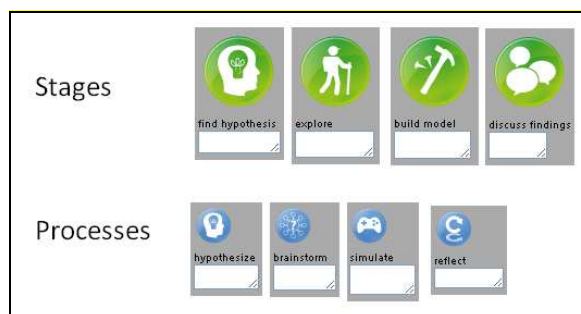 Stages
find hypothesis explore build model discuss findings
Processes
hypothesize brainstorm simulate reflect